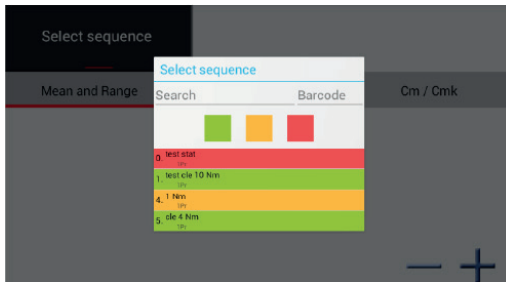 Select sequence
Mean and Range
Cm / Cmk
Select sequence
Search Barcode
0. test stat
1. test cle 10 Nm
4. 1 Nm
5. cle 4 Nm